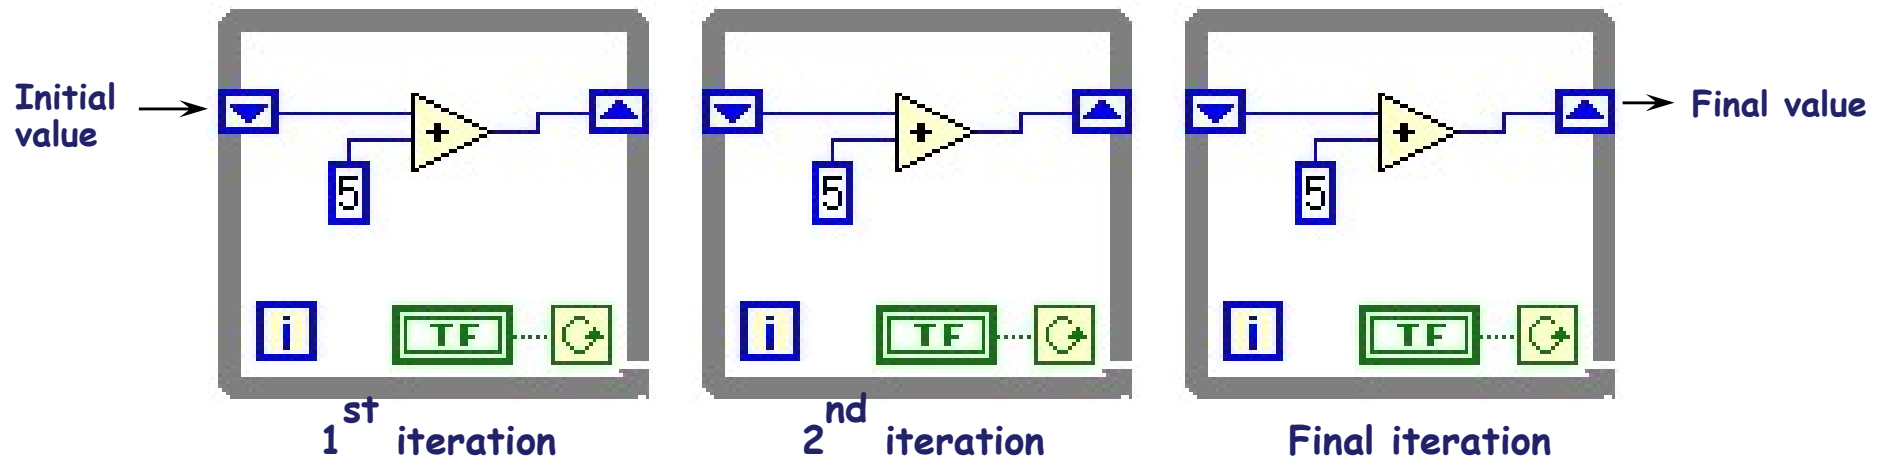 Initial
value
+
5
i
TF
1st iteration
+
5
i
TF
2nd iteration
+
5
i
TF
Final iteration
Final value